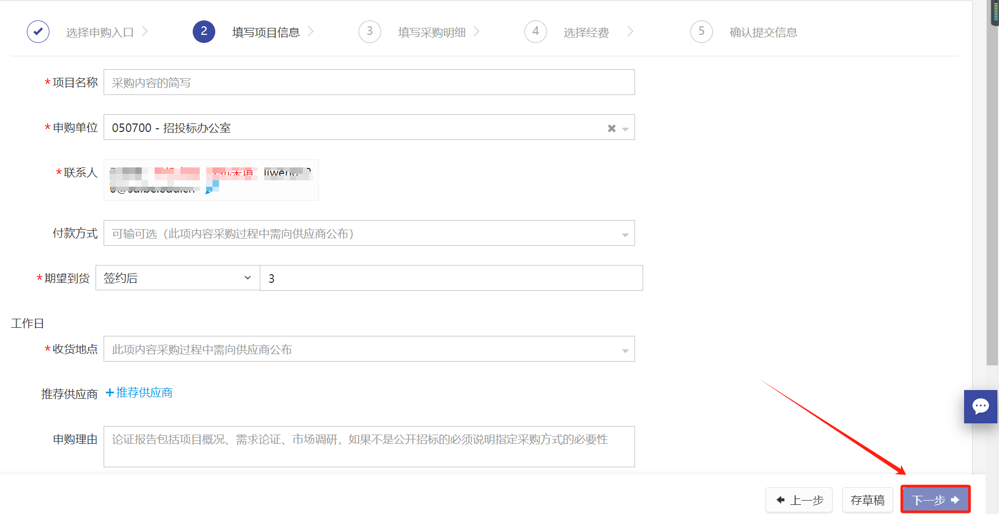 选择申购入口
2 填写项目信息
3 填写采购明细
4 选择经费
5 确认提交信息
*项目名称 采购内容的简写
*申购单位 050700 - 招投标办公室
*联系人
付款方式 可输可选（此项内容采购过程中需向供应商公布）
*期望到货 签约后 3
工作日
*收货地点 此项内容采购过程中需向供应商公布
推荐供应商 +推荐供应商
申购理由 论证报告包括项目概况、需求论证、市场调研，如果不是公开招标的必须说明指定采购方式的必要性
上一步 存草稿 下一步